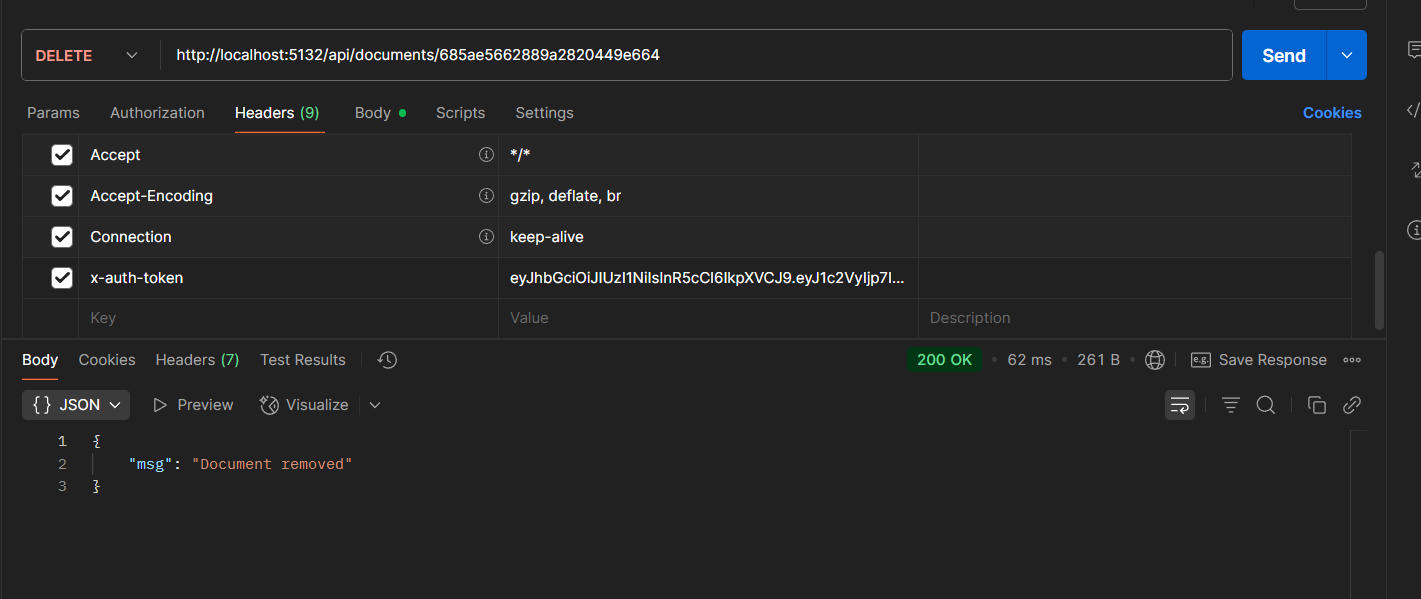 DELETE http://localhost:5132/api/documents/685ae5662889a2820449e664 Send
Params Authorization Headers (9) Body Scripts Settings Cookies
Accept */*
Accept-Encoding gzip, deflate, br
Connection keep-alive
x-auth-token eyJhbGciOiJIUzI1NiIsInR5cCI6IkpXVCJ9.eyJ1c2VyIjp7I...
Key Value Description
Body Cookies Headers (7) Test Results 200 OK • 62 ms • 261 B • e.g. Save Response
{} JSON Preview Visualize
1 {
2 "msg": "Document removed"
3 }